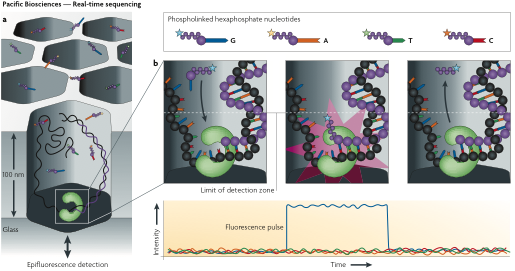 Pacific Biosciences — Real-time sequencing
a
Phospholinked hexaphosphate nucleotides
G
A
T
C
b
100 nm
Limit of detection zone
Glass
Fluorescence pulse
Intensity
Epifluorescence detection
Time